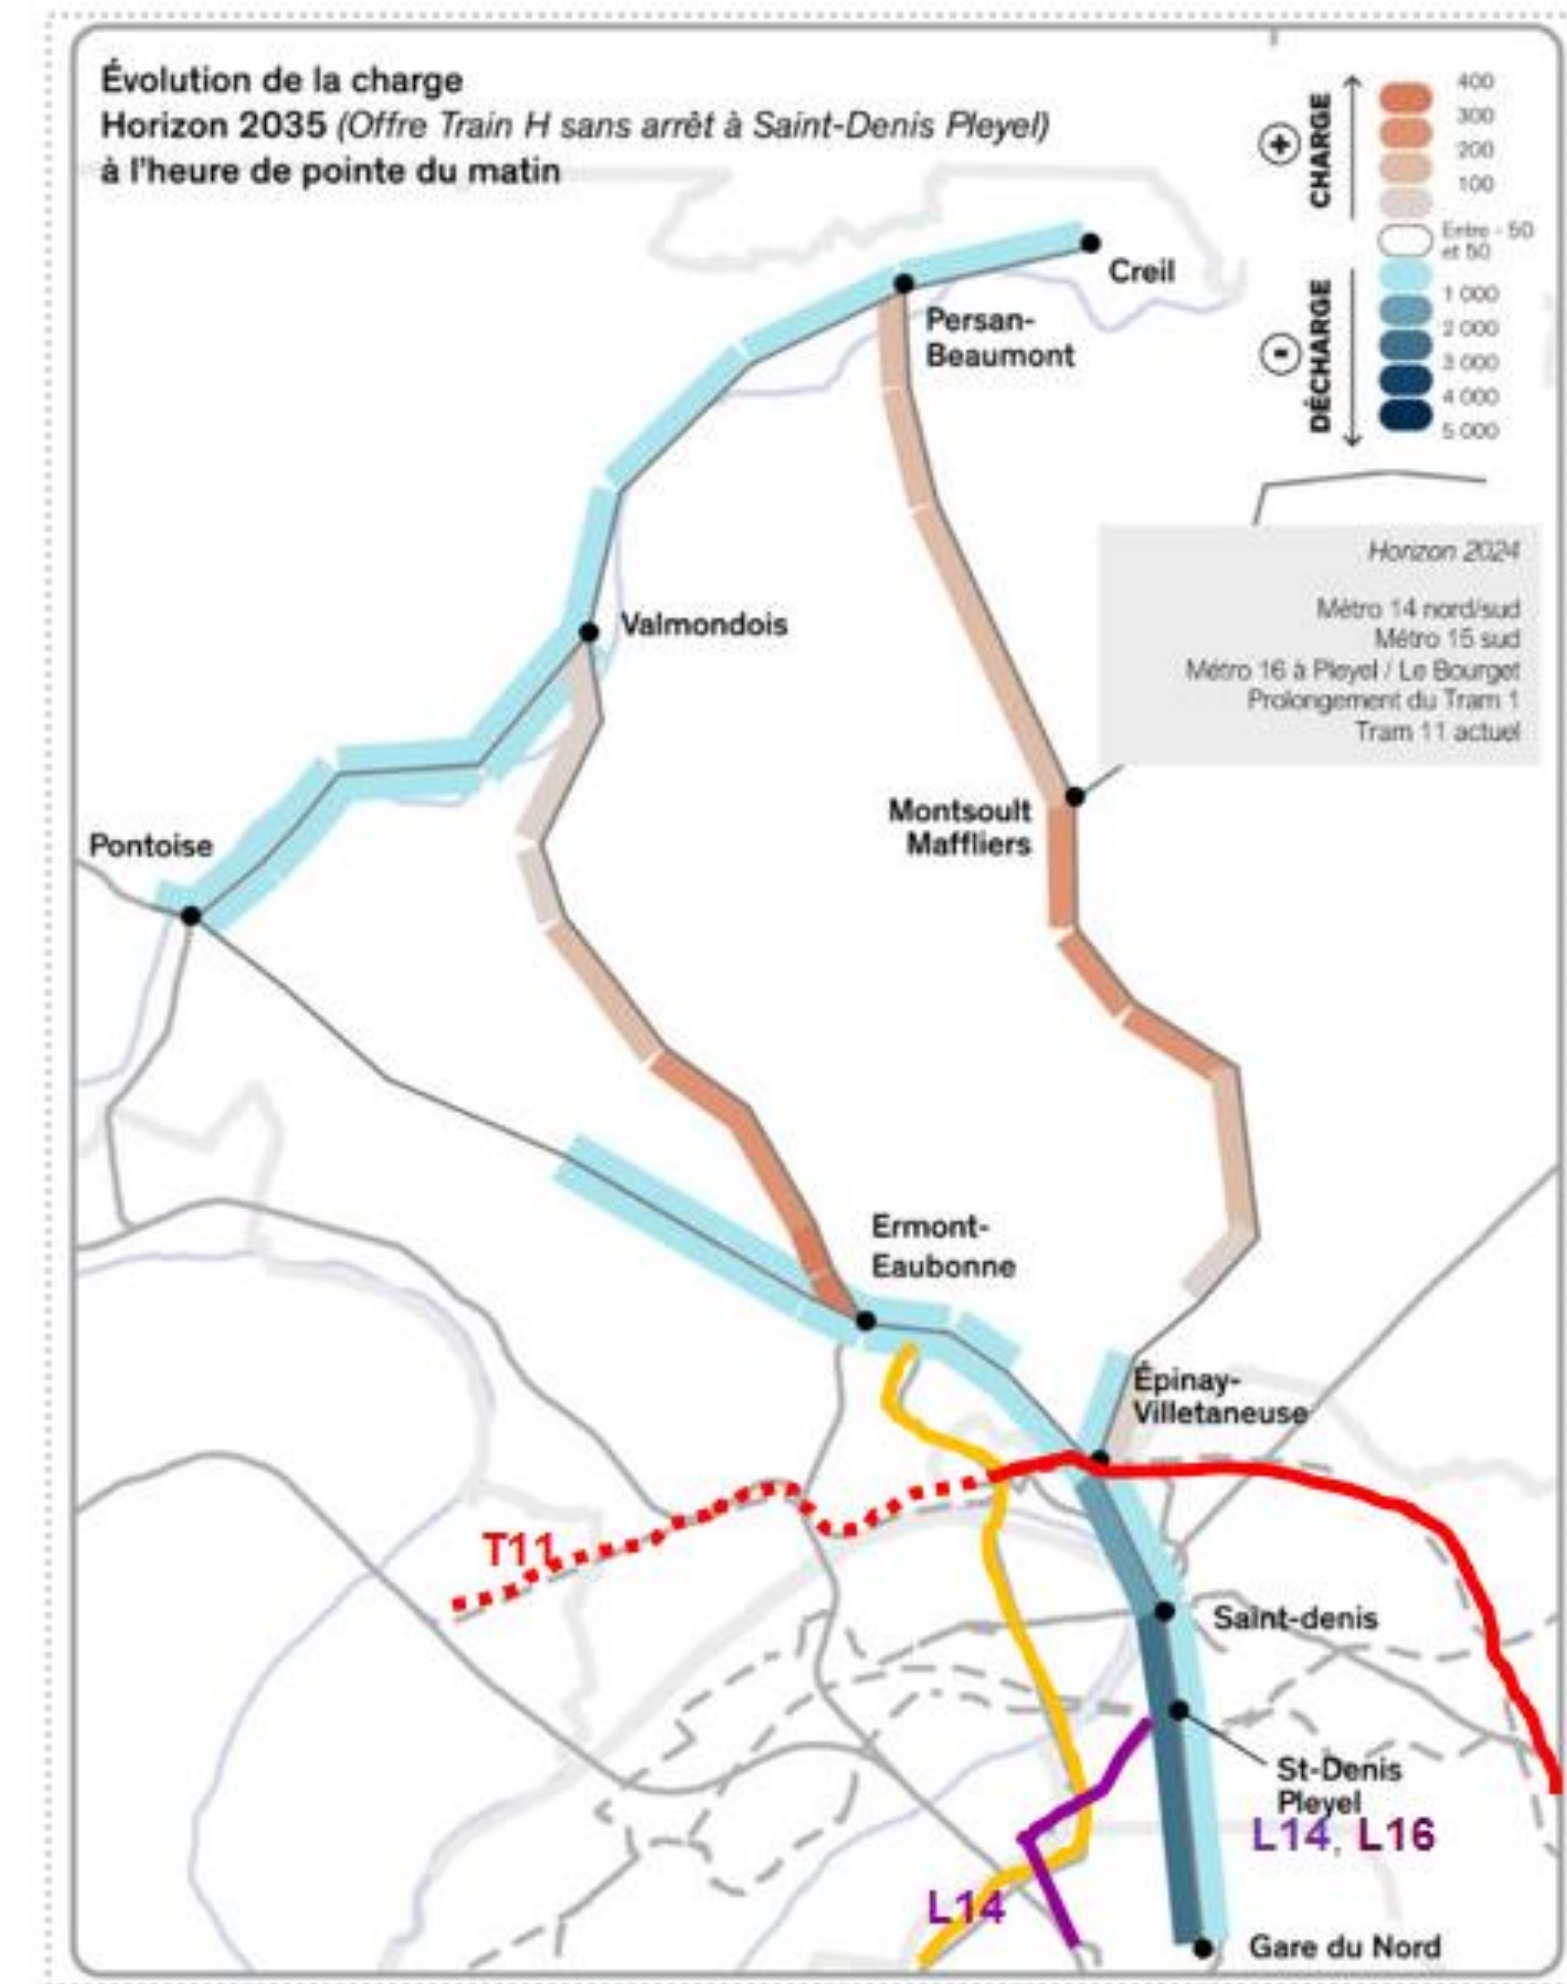 Évolution de la charge
Horizon 2035 (Offre Train H sans arrêt à Saint-Denis Pleyel)
à l'heure de pointe du matin
CHARGE
+
400
300
200
100
Entre - 50
et 50
DÉCHARGE
-
1 000
2 000
3 000
4 000
5 000
Creil
Persan-
Beaumont
Horizon 2024
Métro 14 nord/sud
Métro 15 sud
Métro 16 à Pleyel / Le Bourget
Prolongement du Tram 1
Tram 11 actuel
Valmondois
Montsoult
Maffliers
Pontoise
Ermont-
Eaubonne
Épinay-
Villetaneuse
T11
Saint-denis
St-Denis
Pleyel
L14, L16
L14
Gare du Nord